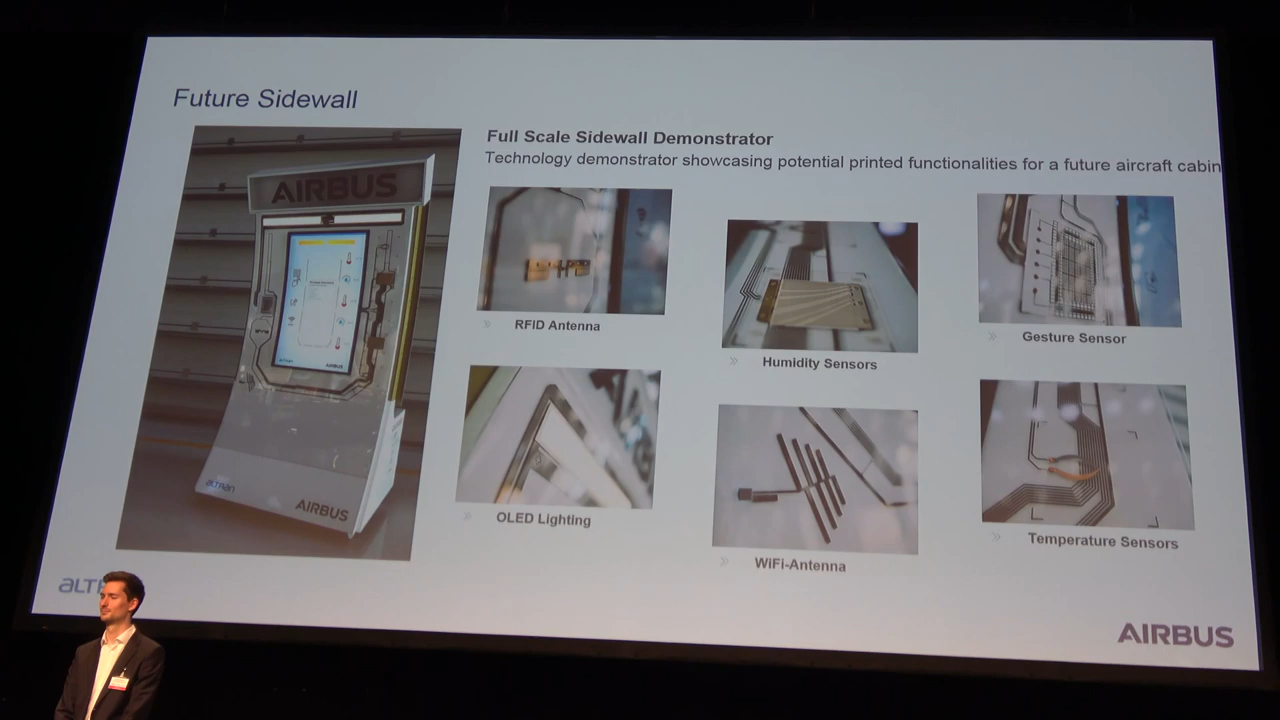 Future Sidewall
Full Scale Sidewall Demonstrator
Technology demonstrator showcasing potential printed functionalities for a future aircraft cabin
AIRBUS
AIRBUS
altran
AIRBUS
RFID Antenna
Humidity Sensors
Gesture Sensor
OLED Lighting
WiFi-Antenna
Temperature Sensors
AIRBUS